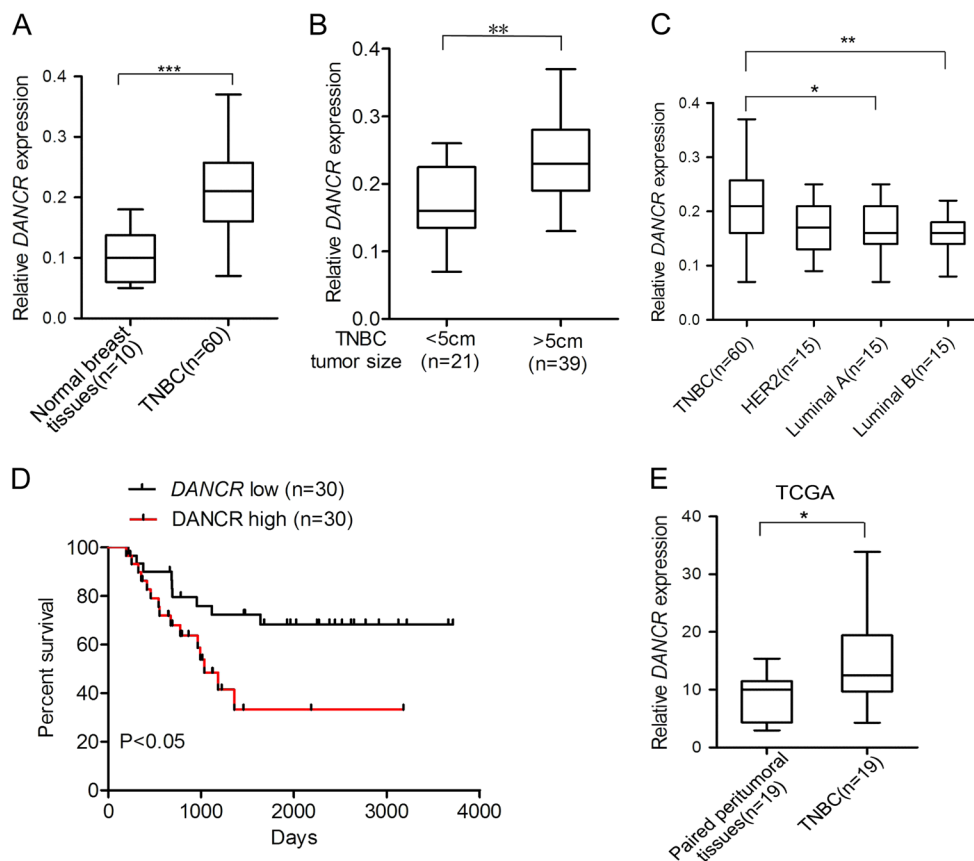 A
Relative DANCR expression
0.4
0.3
0.2
0.1
0.0
***
Normal breast
tissues(n=10)
TNBC(n=60)
B
Relative DANCR expression
0.4
0.3
0.2
0.1
0.0
**
TNBC
tumor size
<5cm
(n=21)
>5cm
(n=39)
C
Relative DANCR expression
0.4
0.3
0.2
0.1
0.0
**
*
TNBC(n=60)
HER2(n=15)
Luminal A(n=15)
Luminal B(n=15)
D
DANCR low (n=30)
DANCR high (n=30)
Percent survival
100
80
60
40
20
0
P<0.05
0 1000 2000 3000 4000
Days
E
TCGA
Relative DANCR expression
40
30
20
10
0
*
Paired peritumoral
tissues(n=19)
TNBC(n=19)